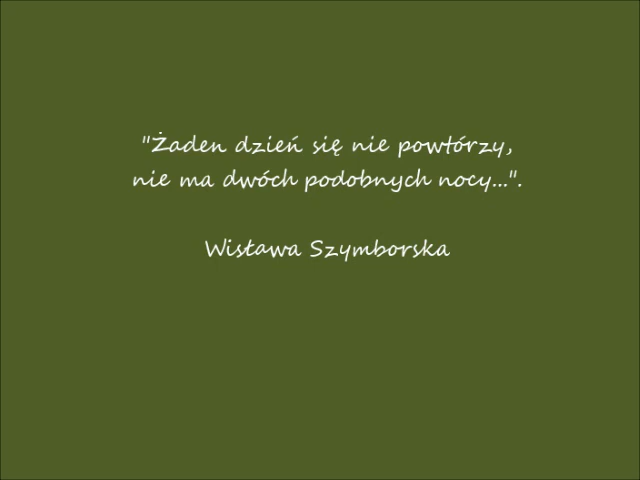 "Żaden dzień się nie powtórzy,
nie ma dwóch podobnych nocy...".
Wisława Szymborska